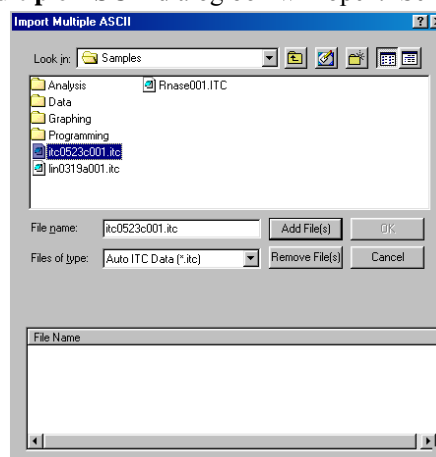 Import Multiple ASCII
Look in: Samples
Analysis
Data
Graphing
Programming
itc0523c001.itc
lin0319a001.itc
Rnase001.ITC
File name: itc0523c001.itc Add File(s) OK
Files of type: Auto ITC Data (*.itc) Remove File(s) Cancel
File Name